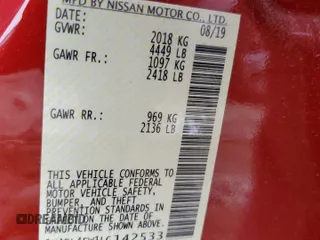 MFD BY NISSAN MOTOR CO., LTD.
DATE: 08/19
GVWR: 2018 KG
4449 LB
GAWR FR: 1097 KG
2418 LB
GAWR RR: 969 KG
2136 LB
THIS VEHICLE CONFORMS TO
ALL APPLICABLE FEDERAL
MOTOR VEHICLE SAFETY,
BUMPER, AND THEFT
PREVENTION STANDARDS IN
EFFECT ON THE DATE OF
MANUFACTURE SHOWN ABOVE.
142533
DREAMBID